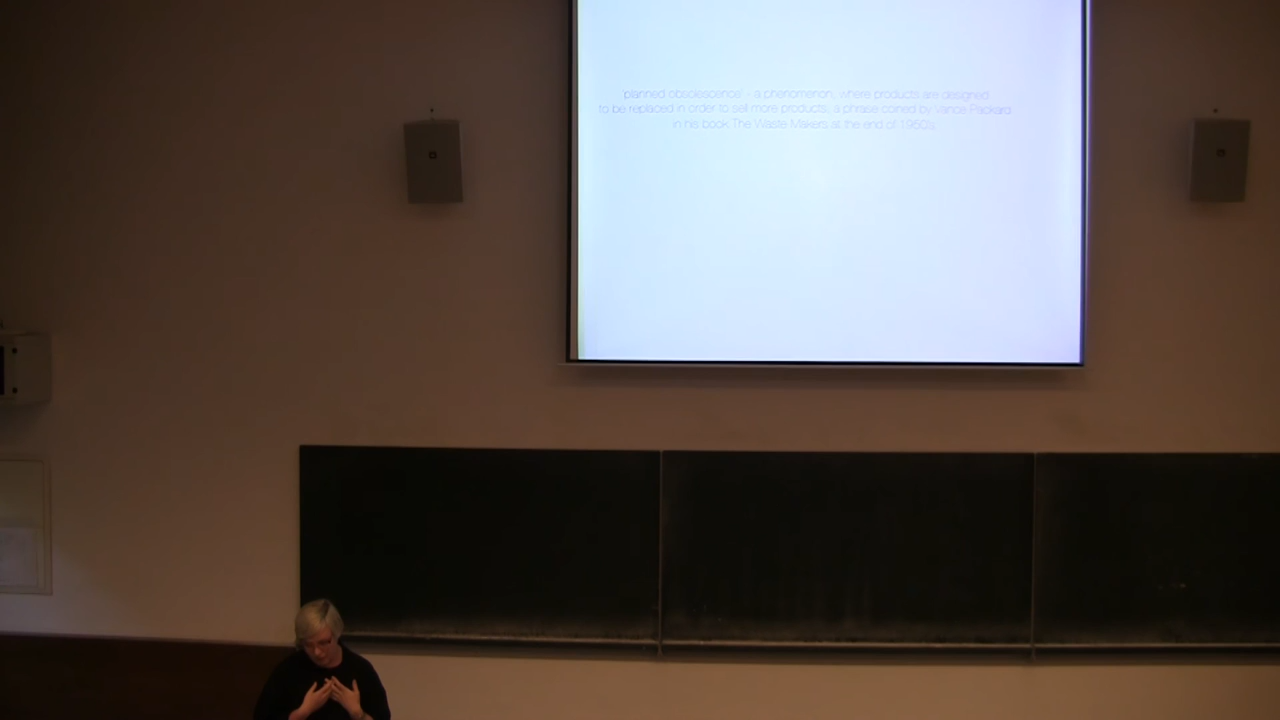 'planned obsolescence' - a phenomenon, where products are designed
to be replaced in order to sell more products, a phrase coined by Vance Packard
in his book The Waste Makers at the end of 1950's